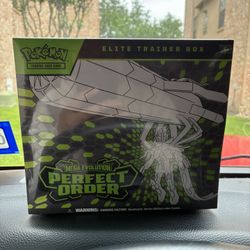 POKÉMON
TRADING CARD GAME
ELITE TRAINER BOX
MEGA EVOLUTION
PERFECT ORDER